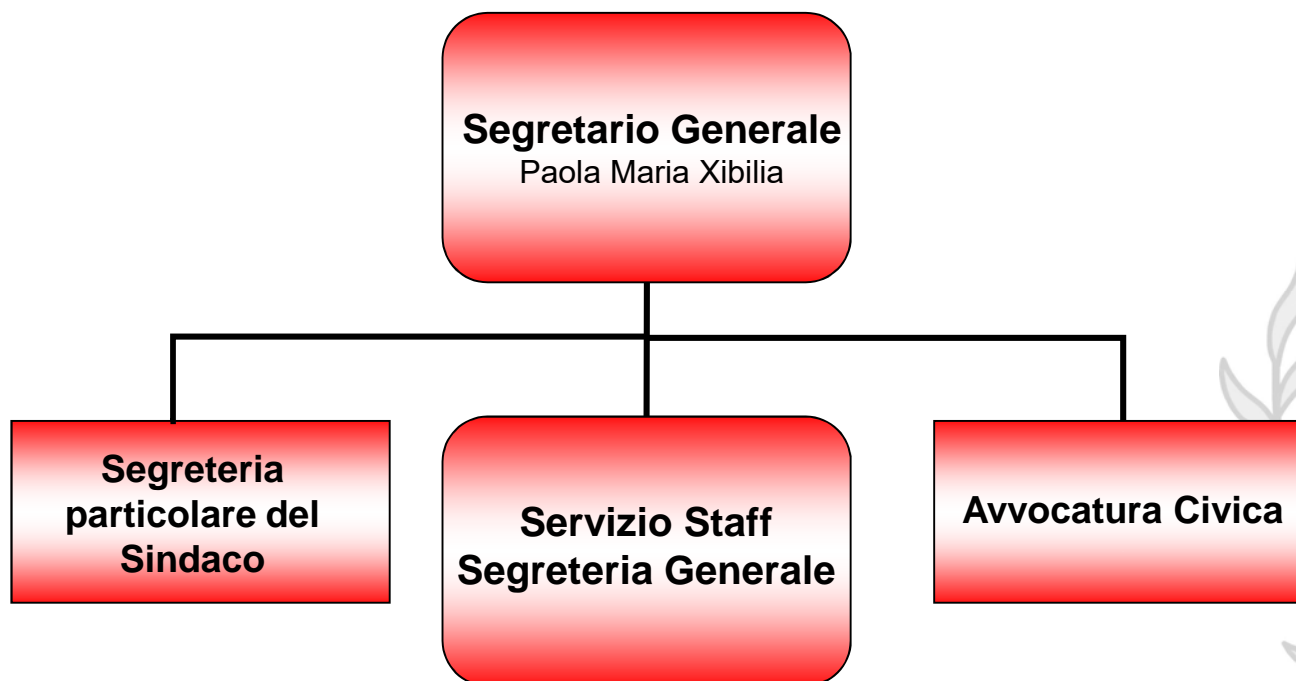 Segretario Generale
Paola Maria Xibilia
Segreteria
particolare del
Sindaco
Servizio Staff
Segreteria Generale
Avvocatura Civica